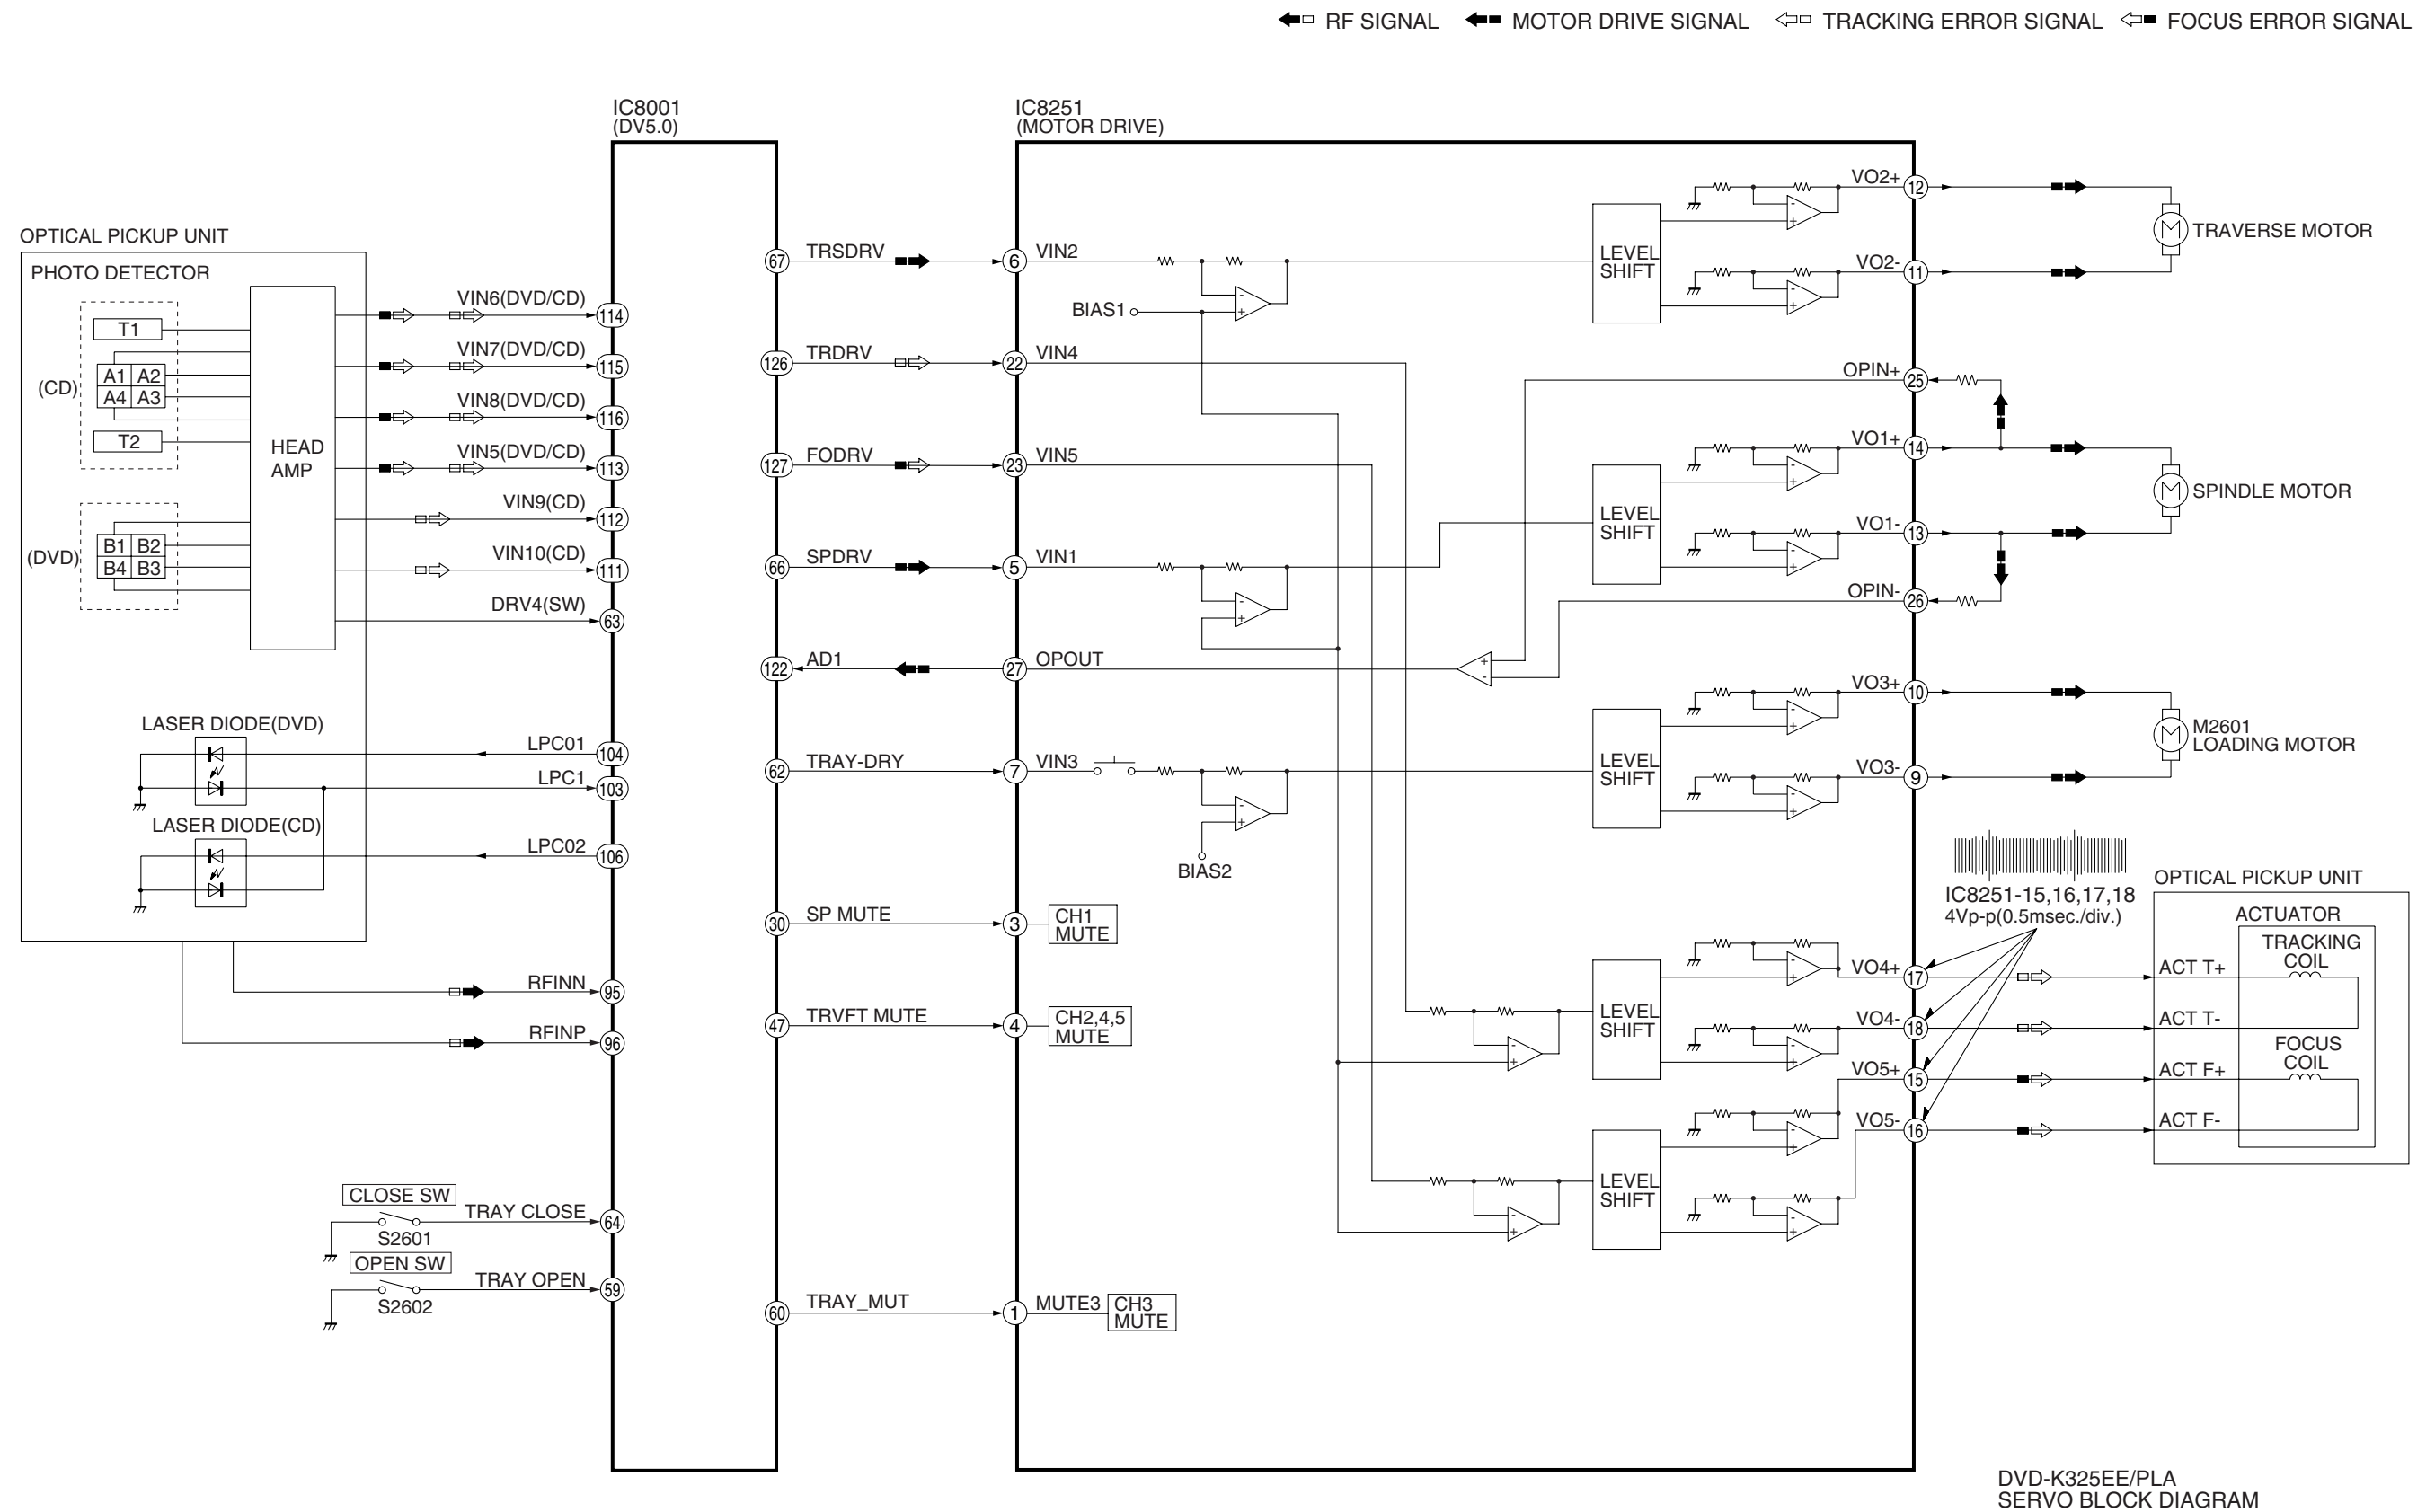 RF SIGNAL MOTOR DRIVE SIGNAL TRACKING ERROR SIGNAL FOCUS ERROR SIGNAL
IC8001
(DV5.0)
IC8251
(MOTOR DRIVE)
OPTICAL PICKUP UNIT
PHOTO DETECTOR
(CD)
T1
A1 A2
A4 A3
T2
(DVD)
B1 B2
B4 B3
HEAD
AMP
VIN6(DVD/CD) 114
VIN7(DVD/CD) 115
VIN8(DVD/CD) 116
VIN5(DVD/CD) 113
VIN9(CD) 112
VIN10(CD) 111
DRV4(SW) 63
LASER DIODE(DVD)
LPC01 104
LPC1 103
LASER DIODE(CD)
LPC02 106
RFINN 95
RFINP 96
CLOSE SW
TRAY CLOSE 64
S2601
OPEN SW
TRAY OPEN 59
S2602
67 TRSDRV 6 VIN2
BIAS1
126 TRDRV 22 VIN4
127 FODRV 23 VIN5
66 SPDRV 5 VIN1
122 AD1 27 OPOUT
62 TRAY-DRY 7 VIN3
BIAS2
30 SP MUTE 3 CH1
MUTE
47 TRVFT MUTE 4 CH2,4,5
MUTE
60 TRAY_MUT 1 MUTE3 CH3
MUTE
- +
- +
+ -
- +
- +
- +
LEVEL
SHIFT
- +
- +
VO2+ 12
VO2- 11
TRAVERSE MOTOR
M
OPIN+ 25
LEVEL
SHIFT
- +
- +
VO1+ 14
VO1- 13
M
SPINDLE MOTOR
OPIN- 26
LEVEL
SHIFT
- +
- +
VO3+ 10
VO3- 9
M
M2601
LOADING MOTOR
IC8251-15,16,17,18
4Vp-p(0.5msec./div.)
LEVEL
SHIFT
- +
- +
VO4+ 17
VO4- 18
LEVEL
SHIFT
- +
- +
VO5+ 15
VO5- 16
OPTICAL PICKUP UNIT
ACTUATOR
TRACKING
COIL
ACT T+
ACT T-
FOCUS
COIL
ACT F+
ACT F-
DVD-K325EE/PLA
SERVO BLOCK DIAGRAM